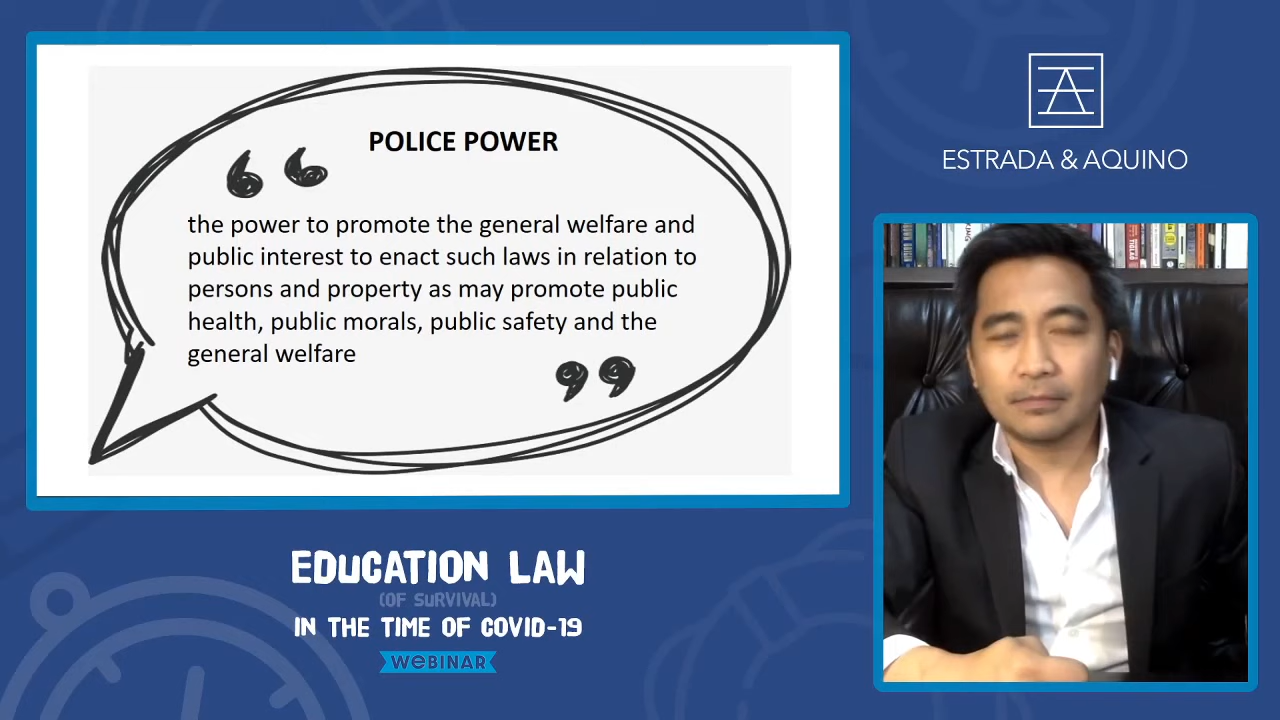 POLICE POWER
the power to promote the general welfare and
public interest to enact such laws in relation to
persons and property as may promote public
health, public morals, public safety and the
general welfare
ESTRADA & AQUINO
EDUCATION LAW
(OF SURVIVAL)
IN THE TIME OF COVID-19
WEBINAR